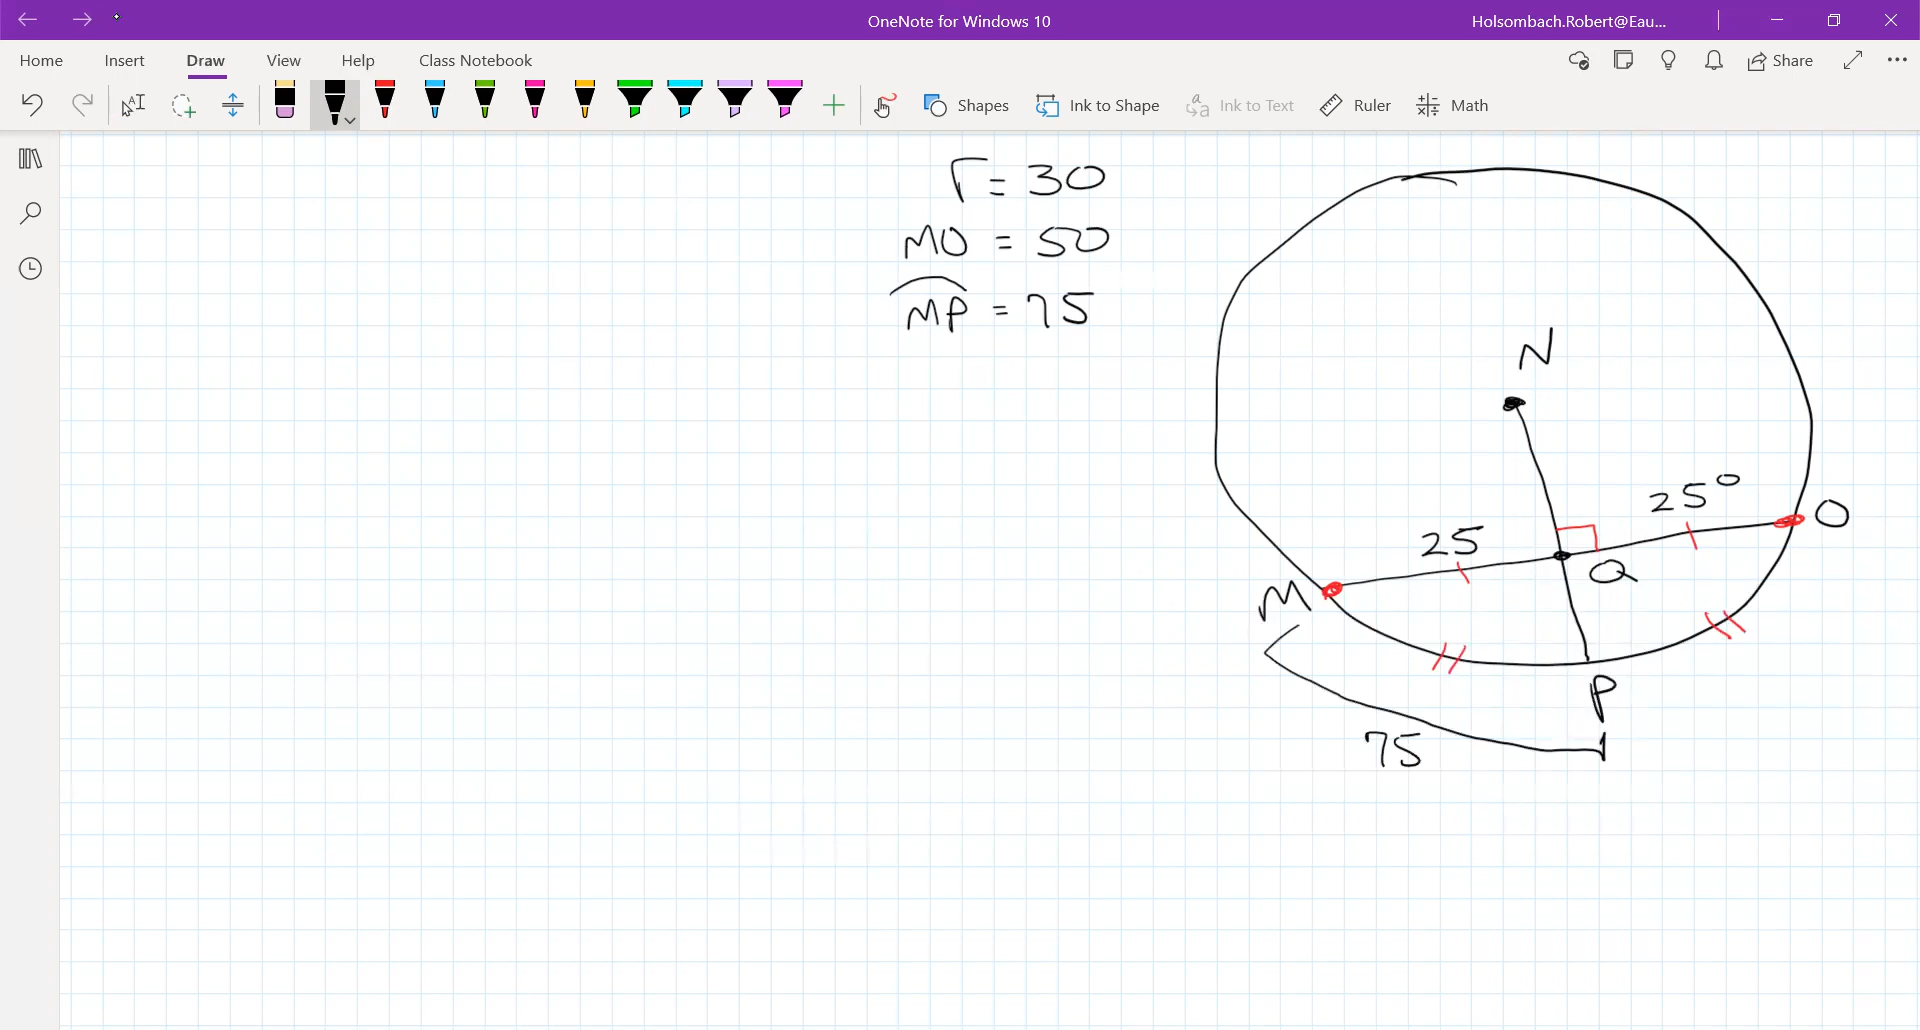 OneNote for Windows 10
Holsombach.Robert@Eau...
Home Insert Draw View Help Class Notebook
Share
Shapes Ink to Shape Ink to Text Ruler Math
r = 30
MO = 50
MP = 75
N
25°
O
25
Q
M
P
75